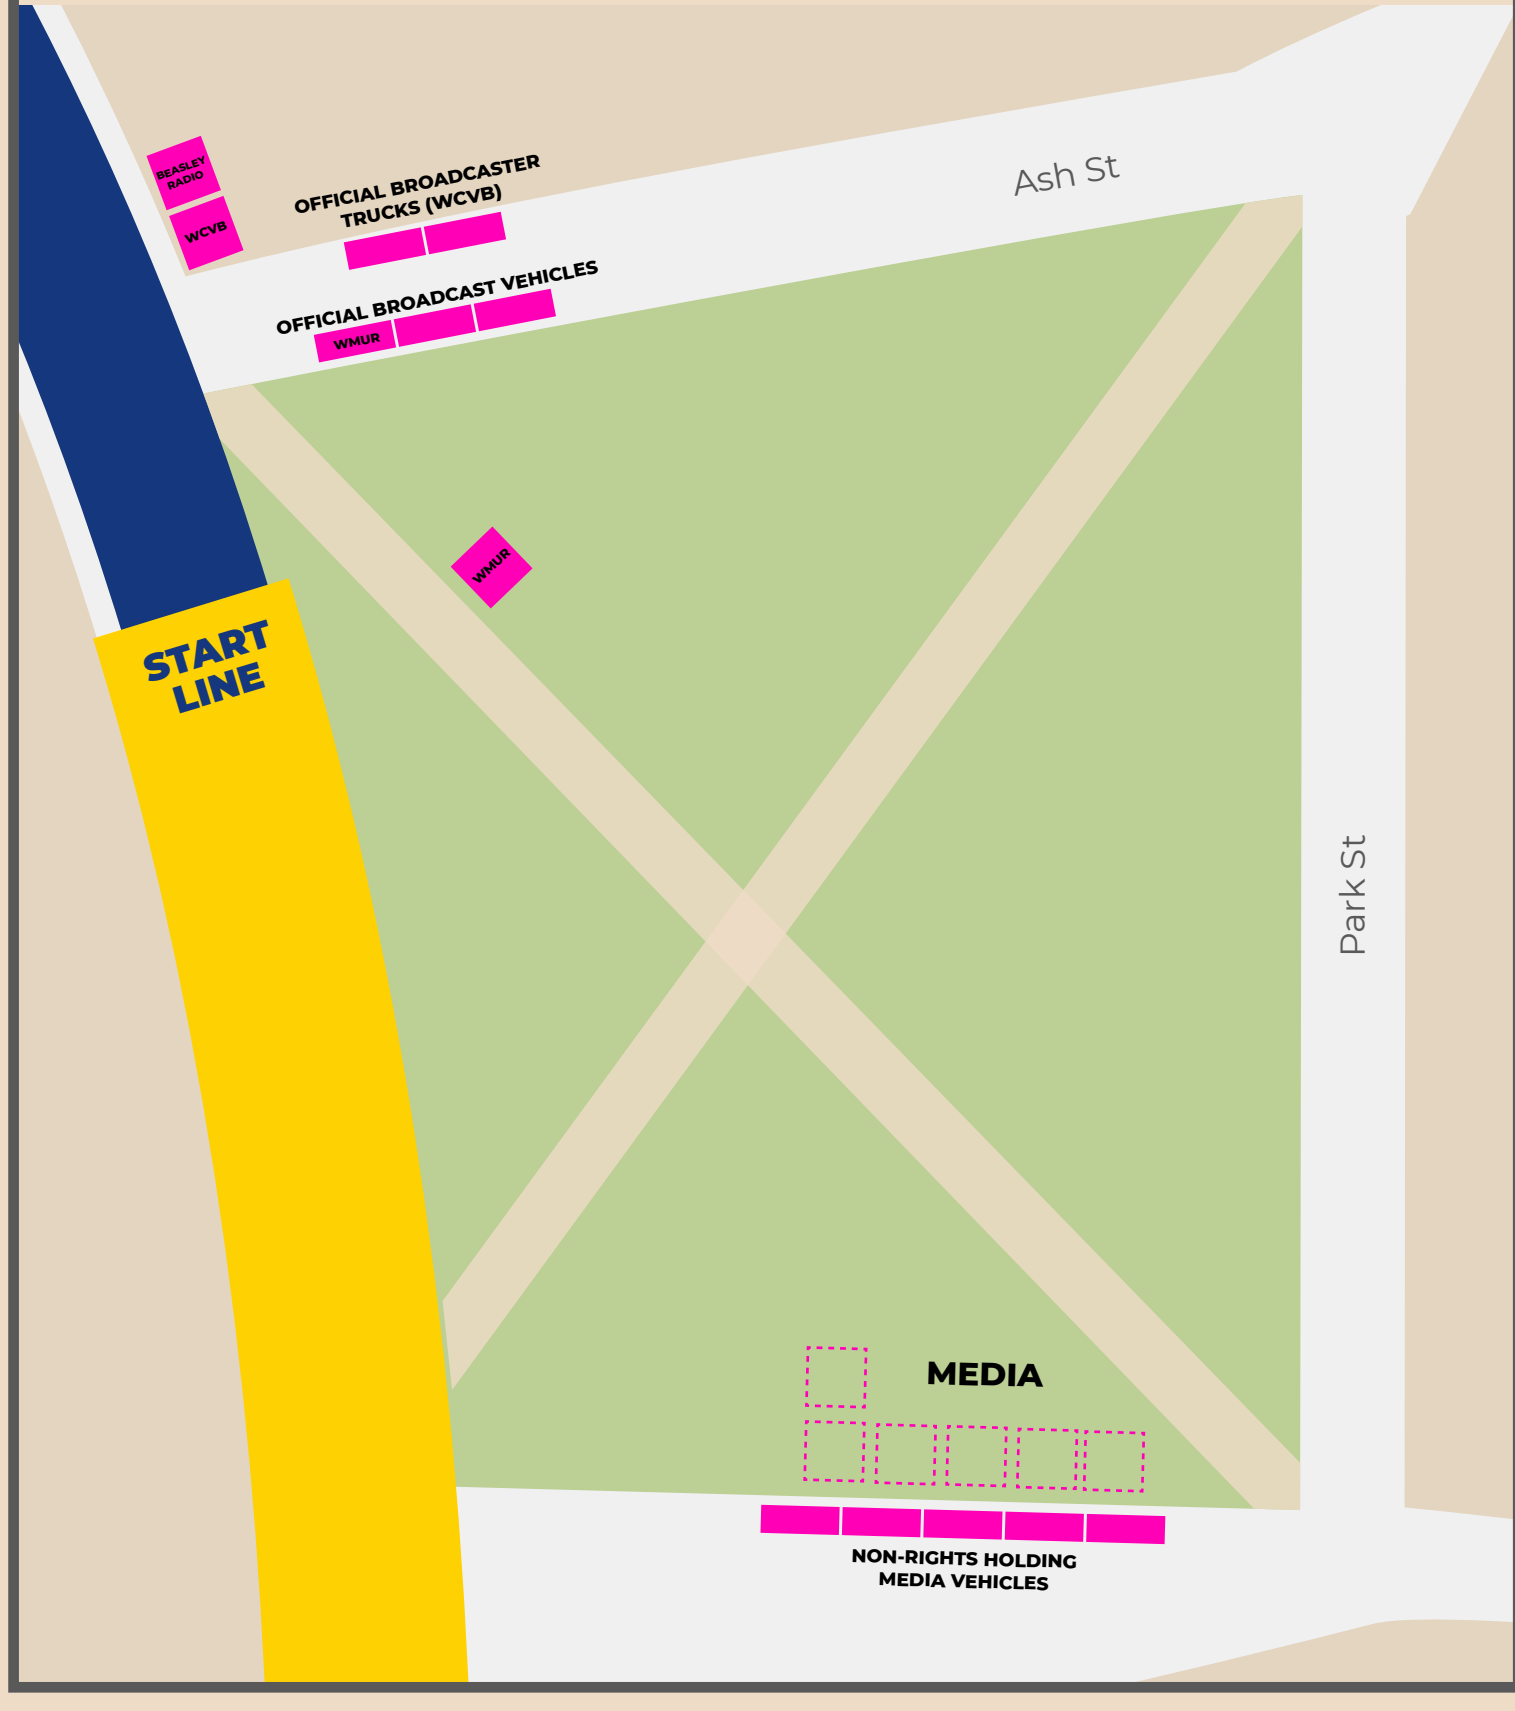 BEASLEY
RADIO
WCVB
OFFICIAL BROADCASTER
TRUCKS (WCVB)
OFFICIAL BROADCAST VEHICLES
WMUR
Ash St
WMUR
START
LINE
Park St
MEDIA
NON-RIGHTS HOLDING
MEDIA VEHICLES